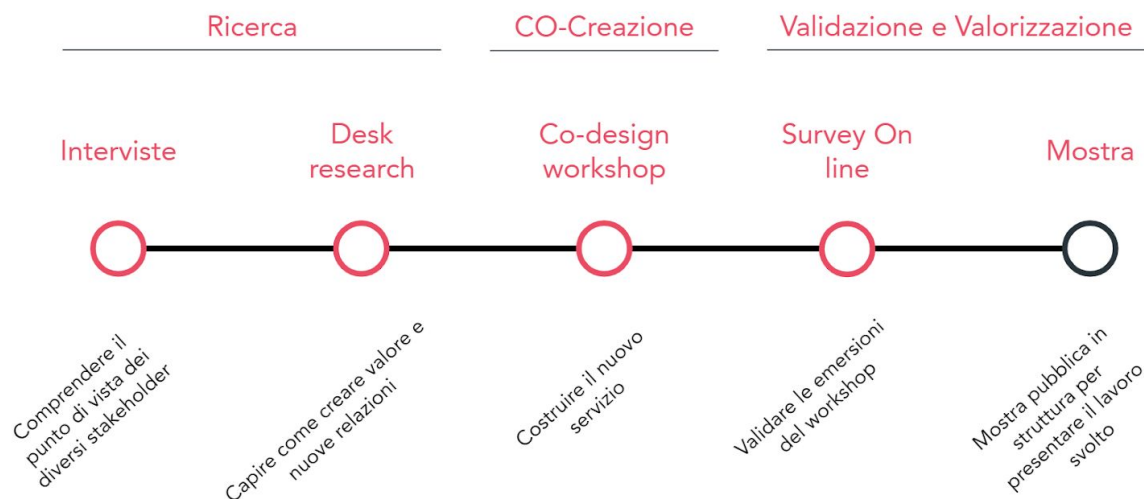 Ricerca
CO-Creazione
Validazione e Valorizzazione
Interviste
Desk
research
Co-design
workshop
Survey On
line
Mostra
Comprendere il
punto di vista dei
diversi stakeholder
Capire come creare valore e
nuove relazioni
Costruire il nuovo
servizio
Validare le emersioni
del workshop
Mostra pubblica in
struttura per
presentare il lavoro
svolto